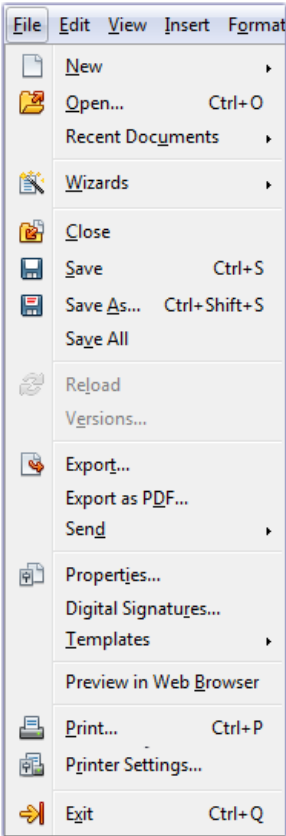 File Edit View Insert Format
New
Open... Ctrl+O
Recent Documents
Wizards
Close
Save Ctrl+S
Save As... Ctrl+Shift+S
Save All
Reload
Versions...
Export...
Export as PDF...
Send
Properties...
Digital Signatures...
Templates
Preview in Web Browser
Print... Ctrl+P
Printer Settings...
Exit Ctrl+Q